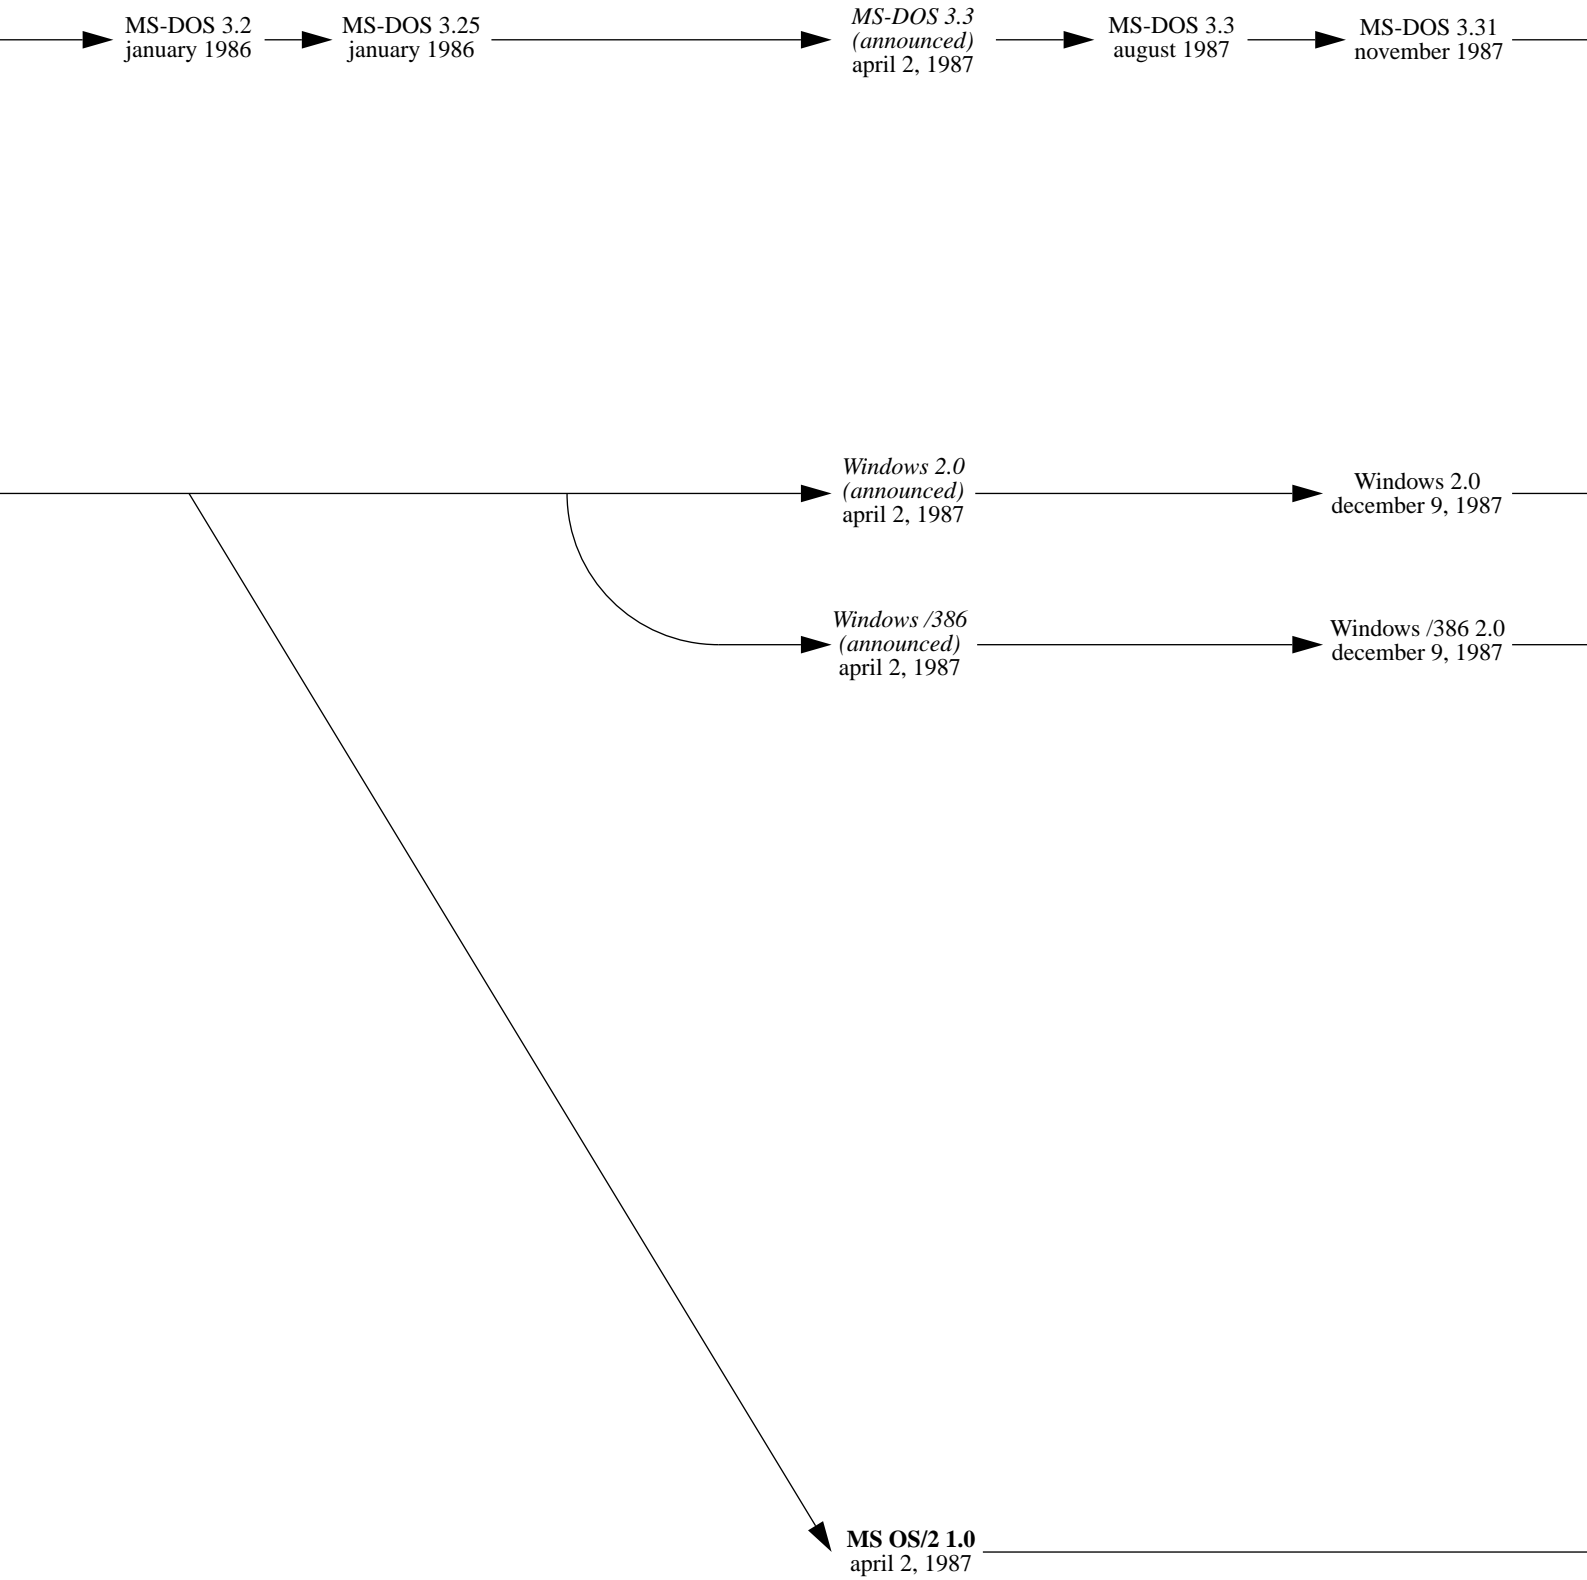 MS-DOS 3.2
january 1986
MS-DOS 3.25
january 1986
MS-DOS 3.3
(announced)
april 2, 1987
MS-DOS 3.3
august 1987
MS-DOS 3.31
november 1987
Windows 2.0
(announced)
april 2, 1987
Windows 2.0
december 9, 1987
Windows /386
(announced)
april 2, 1987
Windows /386 2.0
december 9, 1987
MS OS/2 1.0
april 2, 1987